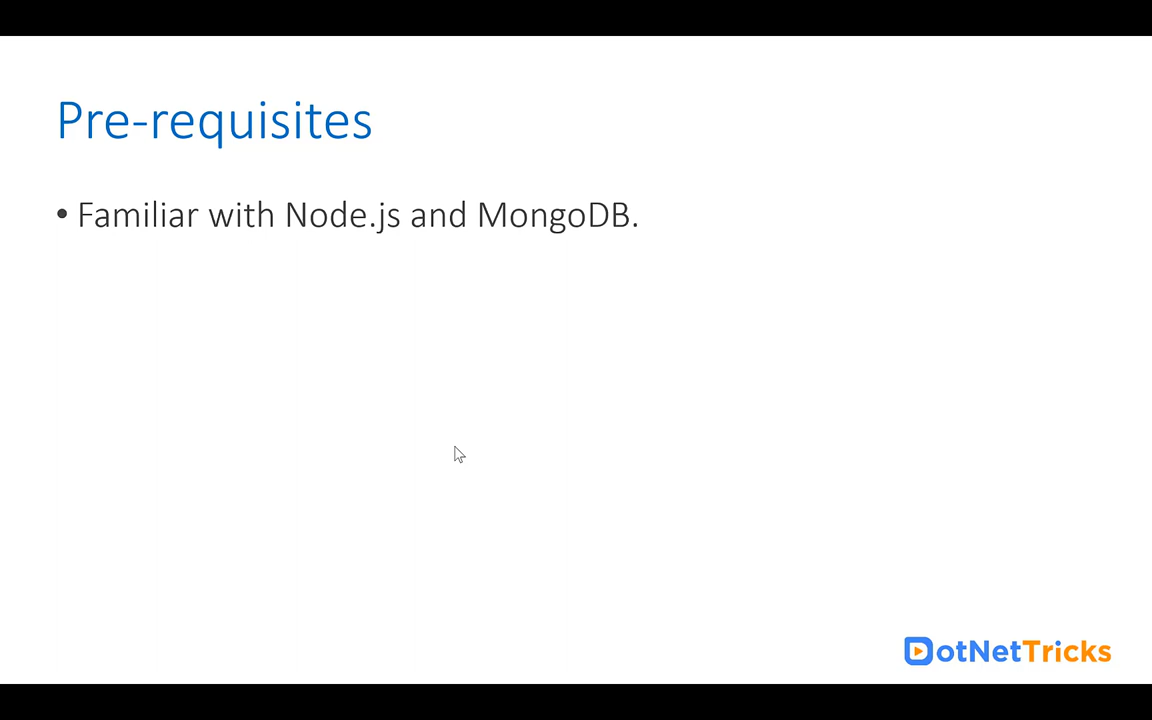 Pre-requisites
• Familiar with Node.js and MongoDB.
DotNetTricks